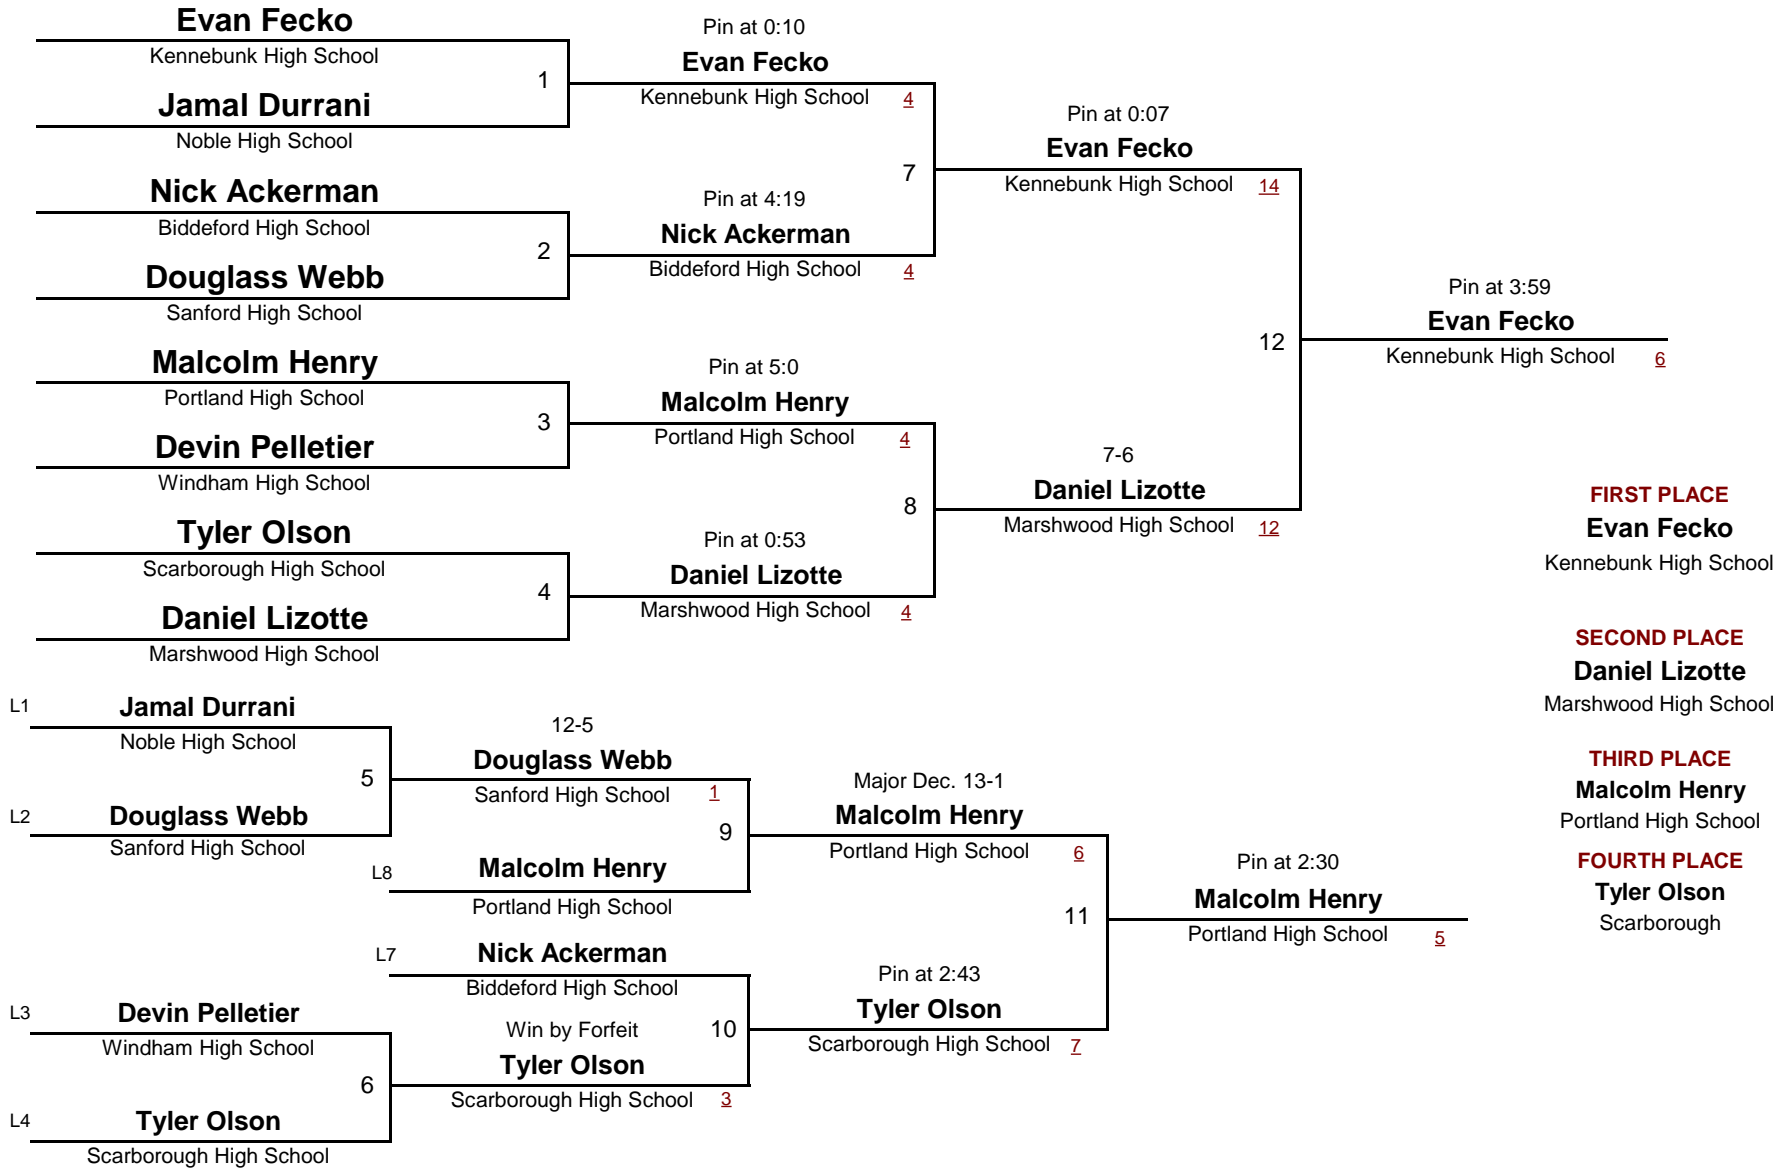 Evan Fecko
Kennebunk High School
1
Jamal Durrani
Noble High School
Nick Ackerman
Biddeford High School
2
Douglass Webb
Sanford High School
Malcolm Henry
Portland High School
3
Devin Pelletier
Windham High School
Tyler Olson
Scarborough High School
4
Daniel Lizotte
Marshwood High School
Pin at 0:10
Evan Fecko
Kennebunk High School 4
7
Pin at 4:19
Nick Ackerman
Biddeford High School 4
Pin at 5:0
Malcolm Henry
Portland High School 4
8
Pin at 0:53
Daniel Lizotte
Marshwood High School 4
Pin at 0:07
Evan Fecko
Kennebunk High School 14
12
7-6
Daniel Lizotte
Marshwood High School 12
Pin at 3:59
Evan Fecko
Kennebunk High School 6
FIRST PLACE
Evan Fecko
Kennebunk High School
SECOND PLACE
Daniel Lizotte
Marshwood High School
THIRD PLACE
Malcolm Henry
Portland High School
FOURTH PLACE
Tyler Olson
Scarborough
L1 Jamal Durrani
Noble High School
5
L2 Douglass Webb
Sanford High School
L3 Devin Pelletier
Windham High School
6
L4 Tyler Olson
Scarborough High School
12-5
Douglass Webb
Sanford High School 1
9
L8 Malcolm Henry
Portland High School
L7 Nick Ackerman
Biddeford High School
Win by Forfeit 10
Tyler Olson
Scarborough High School 3
Major Dec. 13-1
Malcolm Henry
Portland High School 6
11
Pin at 2:43
Tyler Olson
Scarborough High School 7
Pin at 2:30
Malcolm Henry
Portland High School 5